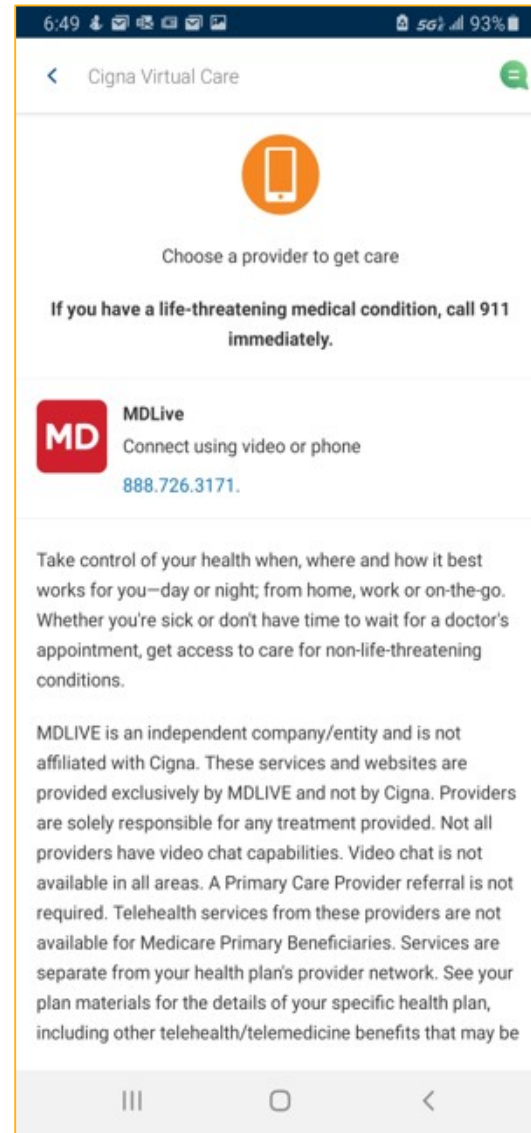 6:49 5G 93%
Cigna Virtual Care
Choose a provider to get care
If you have a life-threatening medical condition, call 911
immediately.
MD
MDLive
Connect using video or phone
888.726.3171.
Take control of your health when, where and how it best
works for you—day or night; from home, work or on-the-go.
Whether you're sick or don't have time to wait for a doctor's
appointment, get access to care for non-life-threatening
conditions.
MDLIVE is an independent company/entity and is not
affiliated with Cigna. These services and websites are
provided exclusively by MDLIVE and not by Cigna. Providers
are solely responsible for any treatment provided. Not all
providers have video chat capabilities. Video chat is not
available in all areas. A Primary Care Provider referral is not
required. Telehealth services from these providers are not
available for Medicare Primary Beneficiaries. Services are
separate from your health plan's provider network. See your
plan materials for the details of your specific health plan,
including other telehealth/telemedicine benefits that may be